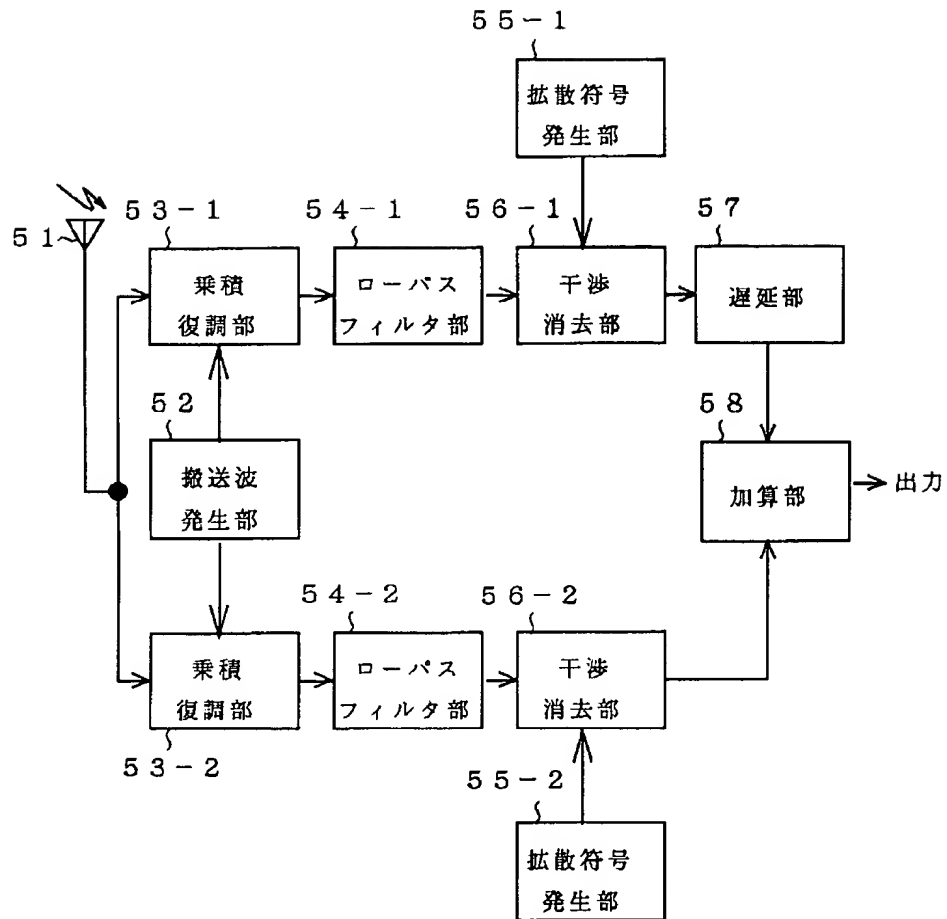 ５５－１
拡散符号
発生部
５１
５３－１
５４－１
５６－１
５７
乗積
復調部
ローパス
フィルタ部
干渉
消去部
遅延部
５２
搬送波
発生部
５８
加算部
出力
５４－２
５６－２
乗積
復調部
ローパス
フィルタ部
干渉
消去部
５３－２
５５－２
拡散符号
発生部